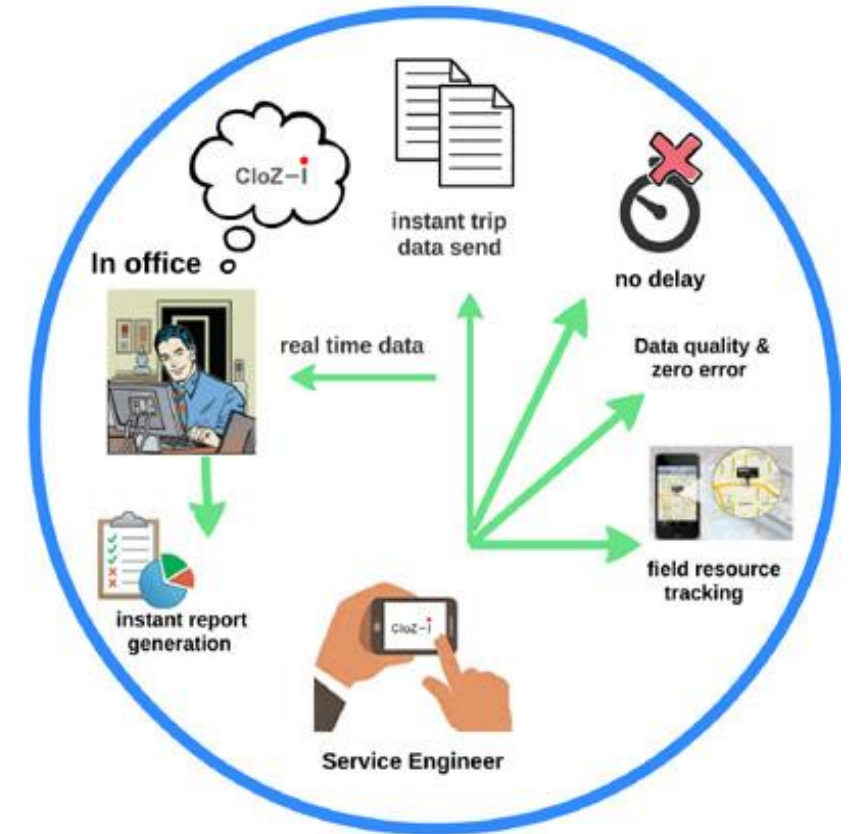 CloZ-i
instant trip
data send
In office
no delay
real time data
Data quality &
zero error
field resource
tracking
instant report
generation
CloZ-i
Service Engineer